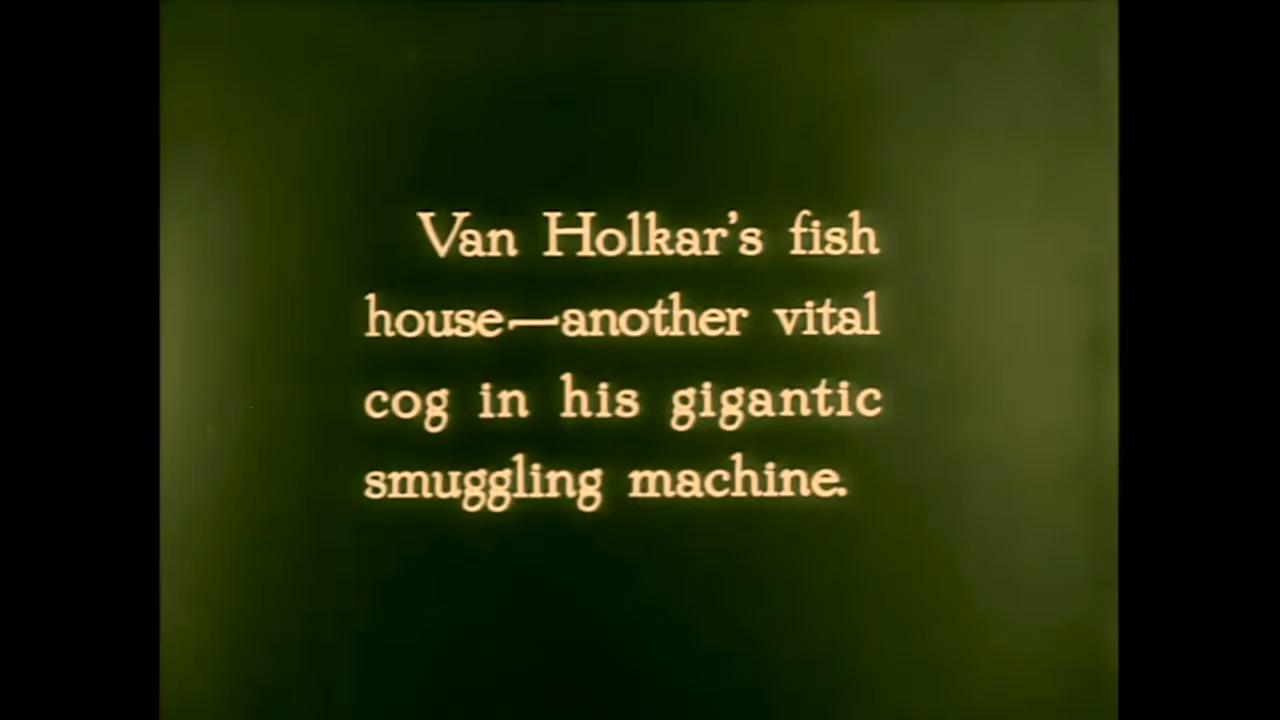 Van Holkar's fish
house—another vital
cog in his gigantic
smuggling machine.